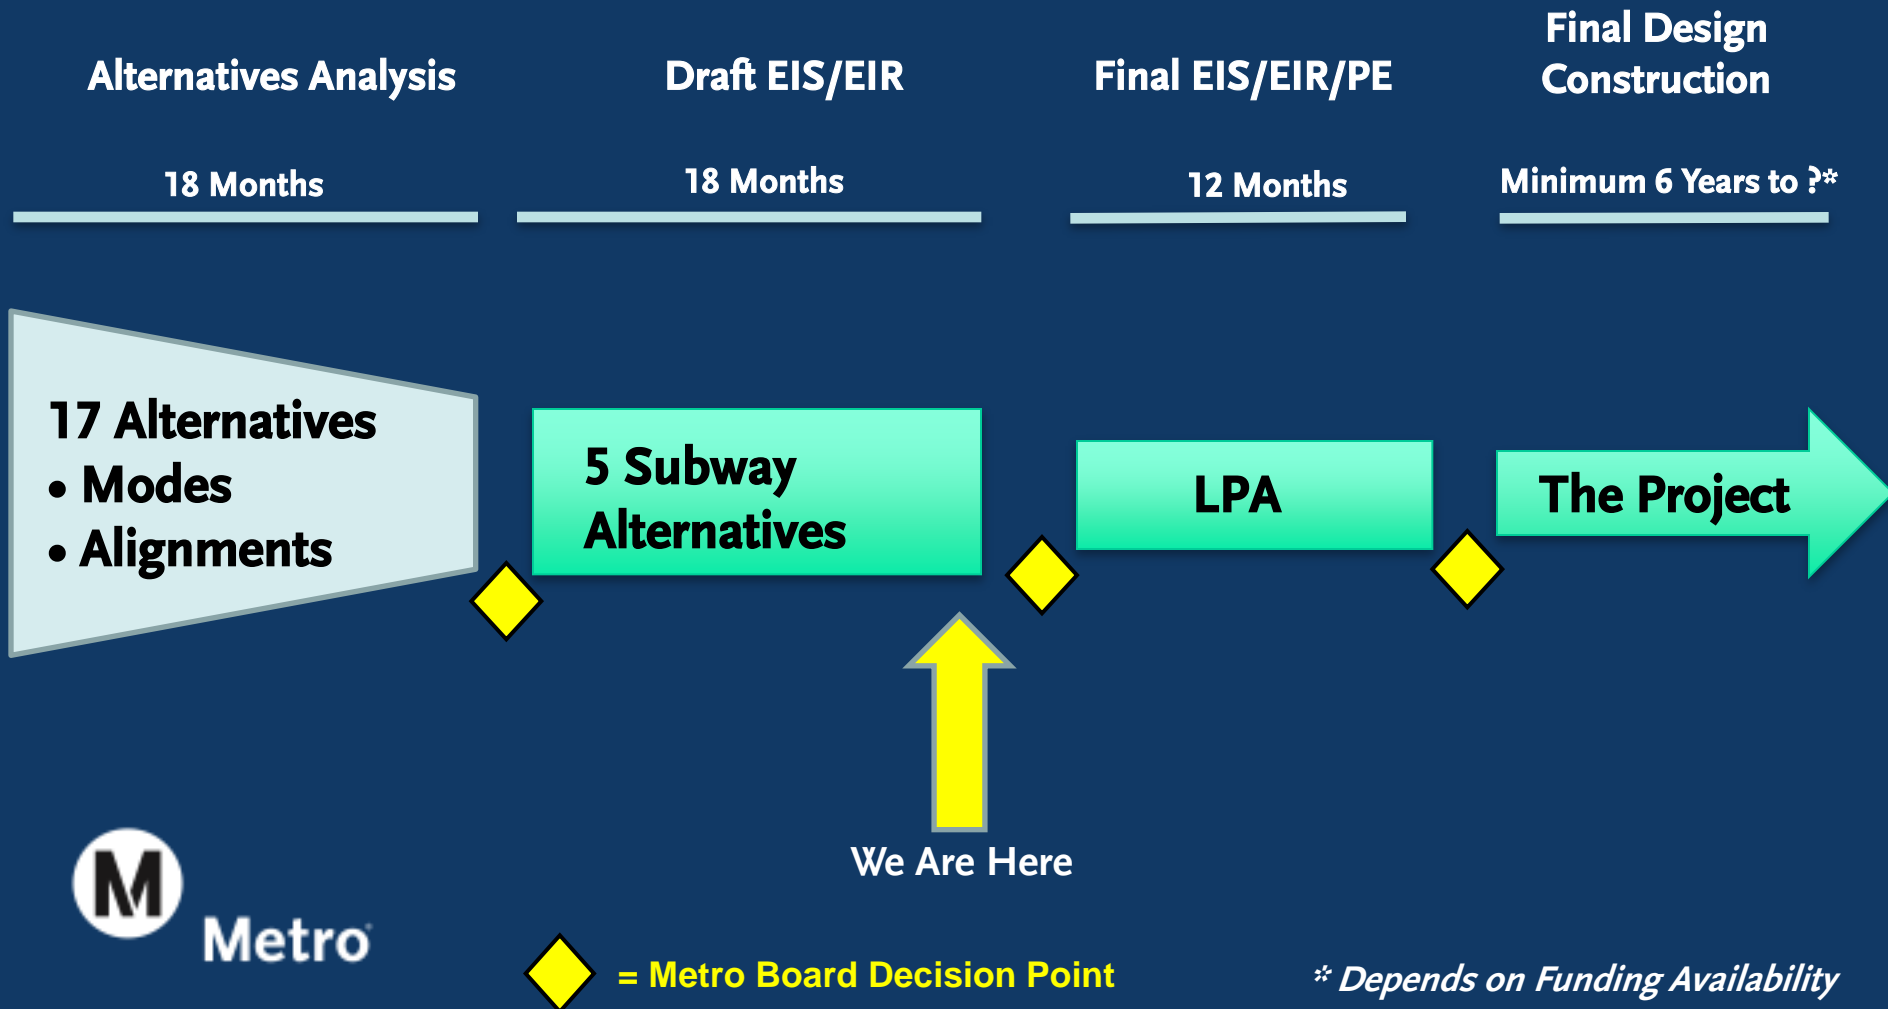 Alternatives Analysis
Draft EIS/EIR
Final EIS/EIR/PE
Final Design
Construction
18 Months
18 Months
12 Months
Minimum 6 Years to ?*
17 Alternatives
• Modes
• Alignments
5 Subway
Alternatives
LPA
The Project
We Are Here
M
Metro
= Metro Board Decision Point
* Depends on Funding Availability